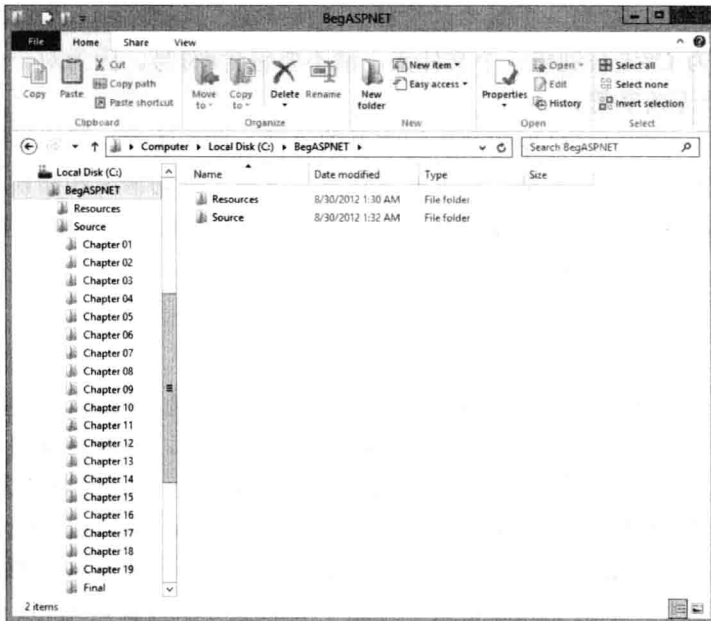 BegASPNET
File Home Share View
Copy
Paste
Cut
Copy path
Paste shortcut
Clipboard
Move to
Copy to
Delete
Rename
Organize
New folder
New item
Easy access
New
Properties
Open
Edit
History
Open
Select all
Select none
Invert selection
Select
Computer Local Disk (C:) BegASPNET
Search BegASPNET
Local Disk (C:)
BegASPNET
Resources
Source
Chapter 01
Chapter 02
Chapter 03
Chapter 04
Chapter 05
Chapter 06
Chapter 07
Chapter 08
Chapter 09
Chapter 10
Chapter 11
Chapter 12
Chapter 13
Chapter 14
Chapter 15
Chapter 16
Chapter 17
Chapter 18
Chapter 19
Final
Name Date modified Type Size
Resources 8/30/2012 1:30 AM File folder
Source 8/30/2012 1:32 AM File folder
2 items